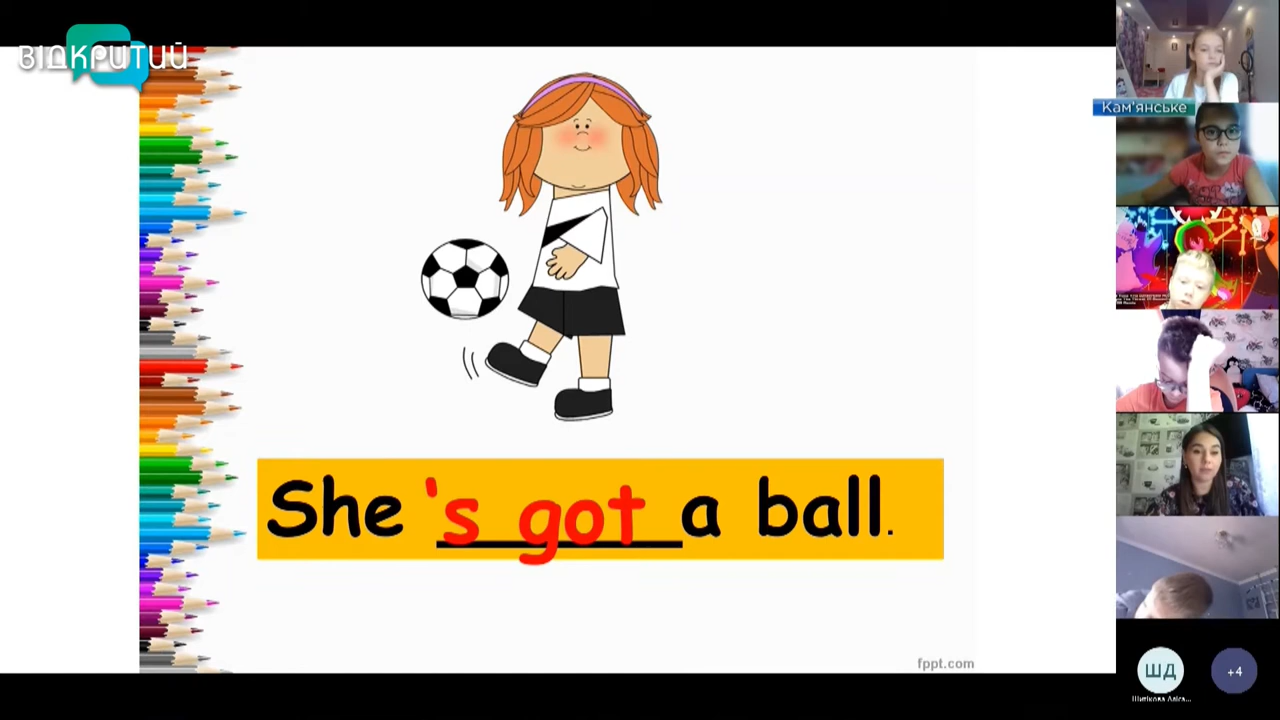 ВІДКРИТИЙ
Кам'янське
She 's got a ball.
fppt.com
ШД
+4